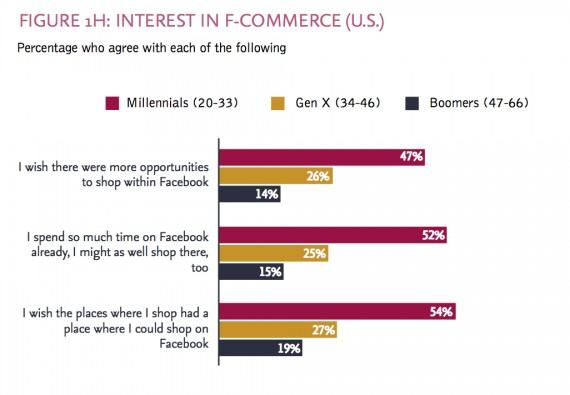 FIGURE 1H: INTEREST IN F-COMMERCE (U.S.)
Percentage who agree with each of the following
Millennials (20-33) Gen X (34-46) Boomers (47-66)
I wish there were more opportunities
to shop within Facebook
47%
26%
14%
I spend so much time on Facebook
already, I might as well shop there,
too
52%
25%
15%
I wish the places where I shop had a
place where I could shop on
Facebook
54%
27%
19%